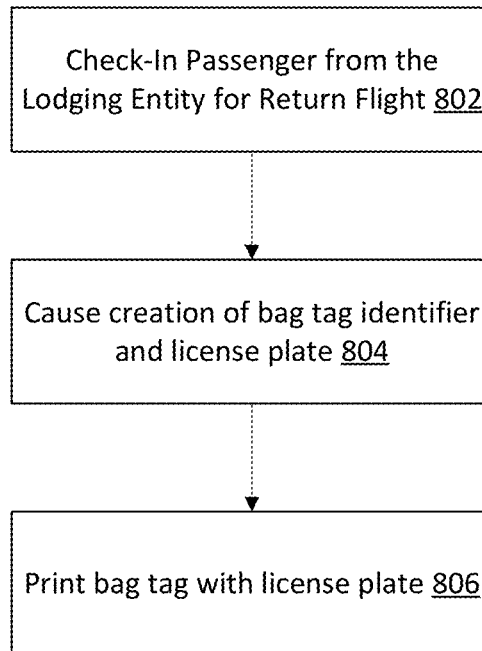 Check-In Passenger from the
Lodging Entity for Return Flight 802
Cause creation of bag tag identifier
and license plate 804
Print bag tag with license plate 806